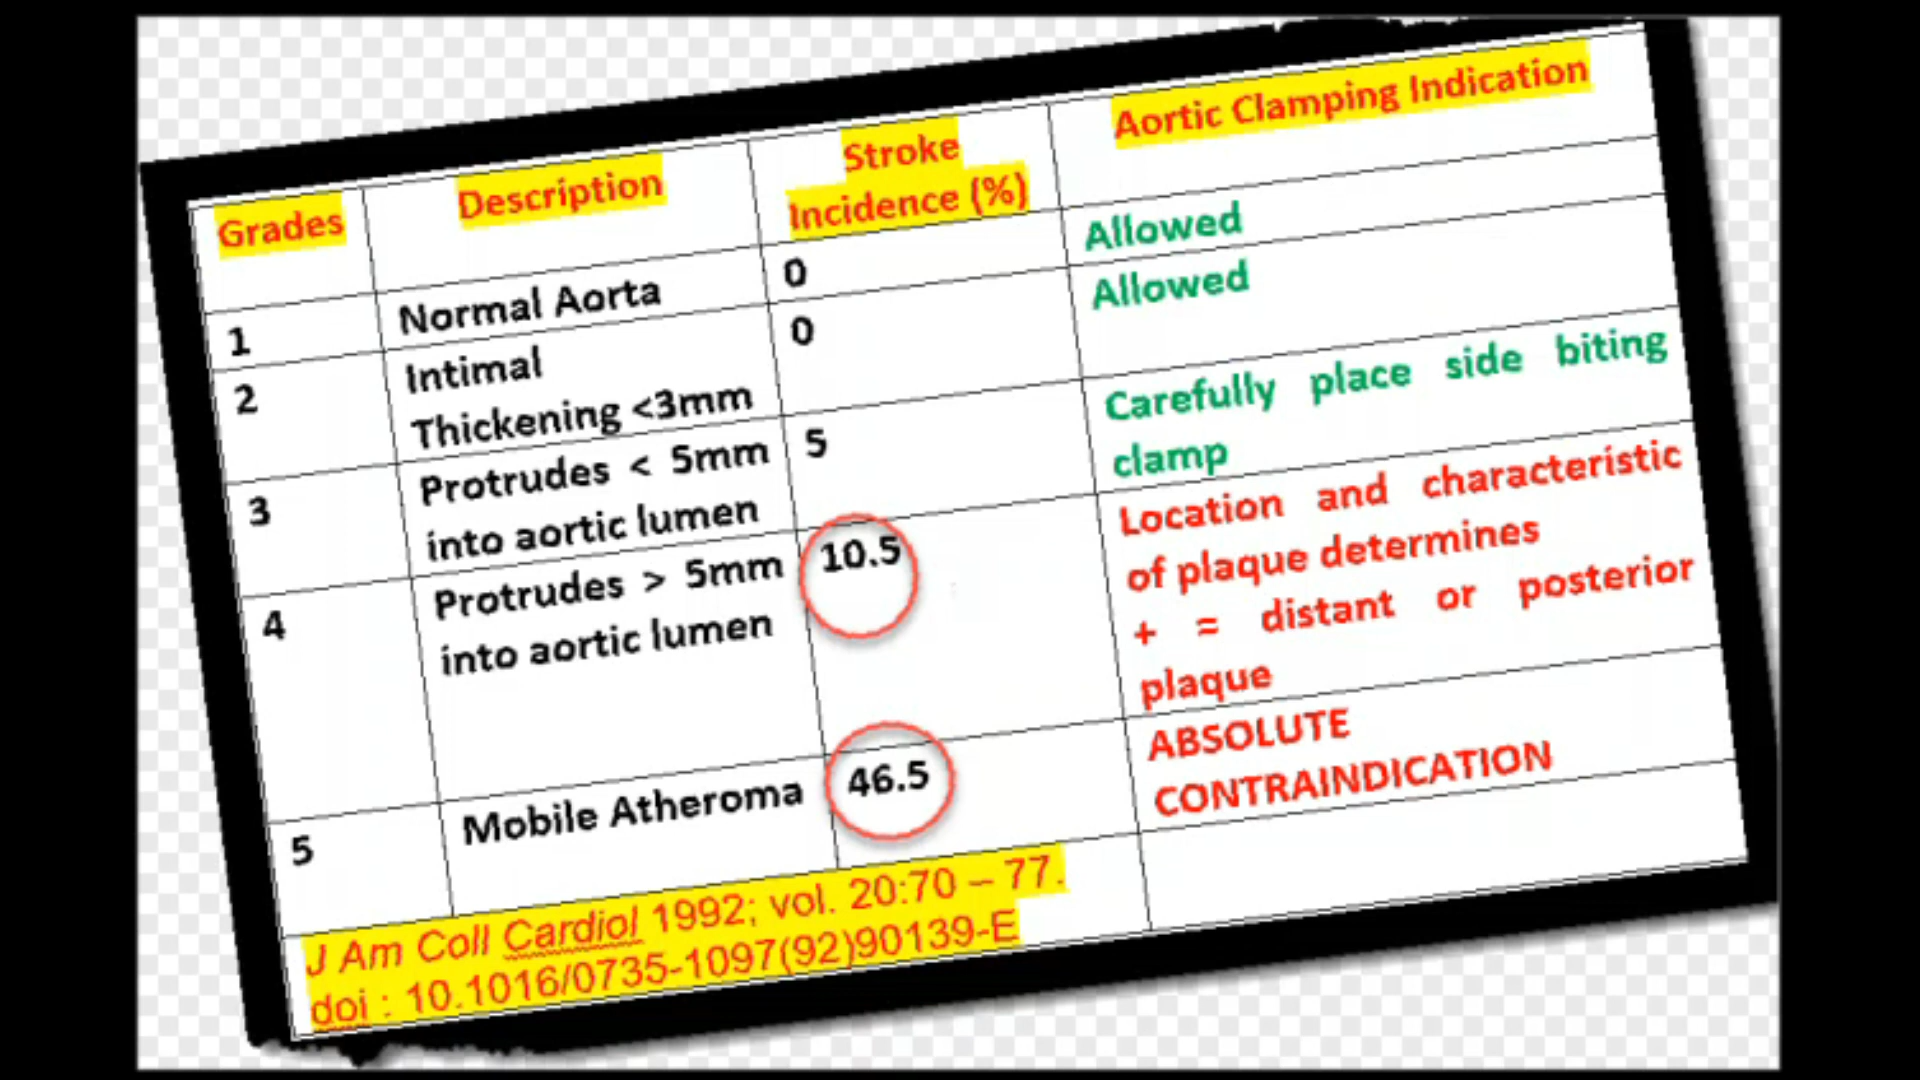 Grades
Description
Stroke
Incidence (%)
Aortic Clamping Indication
1
Normal Aorta
0
Allowed
2
Intimal
Thickening <3mm
0
Allowed
3
Protrudes < 5mm
into aortic lumen
5
Carefully place side biting
clamp
4
Protrudes > 5mm
into aortic lumen
10.5
Location and characteristic
of plaque determines
+ = distant or posterior
plaque
5
Mobile Atheroma
46.5
ABSOLUTE
CONTRAINDICATION
J Am Coll Cardiol 1992; vol. 20:70 – 77.
doi : 10.1016/0735-1097(92)90139-E